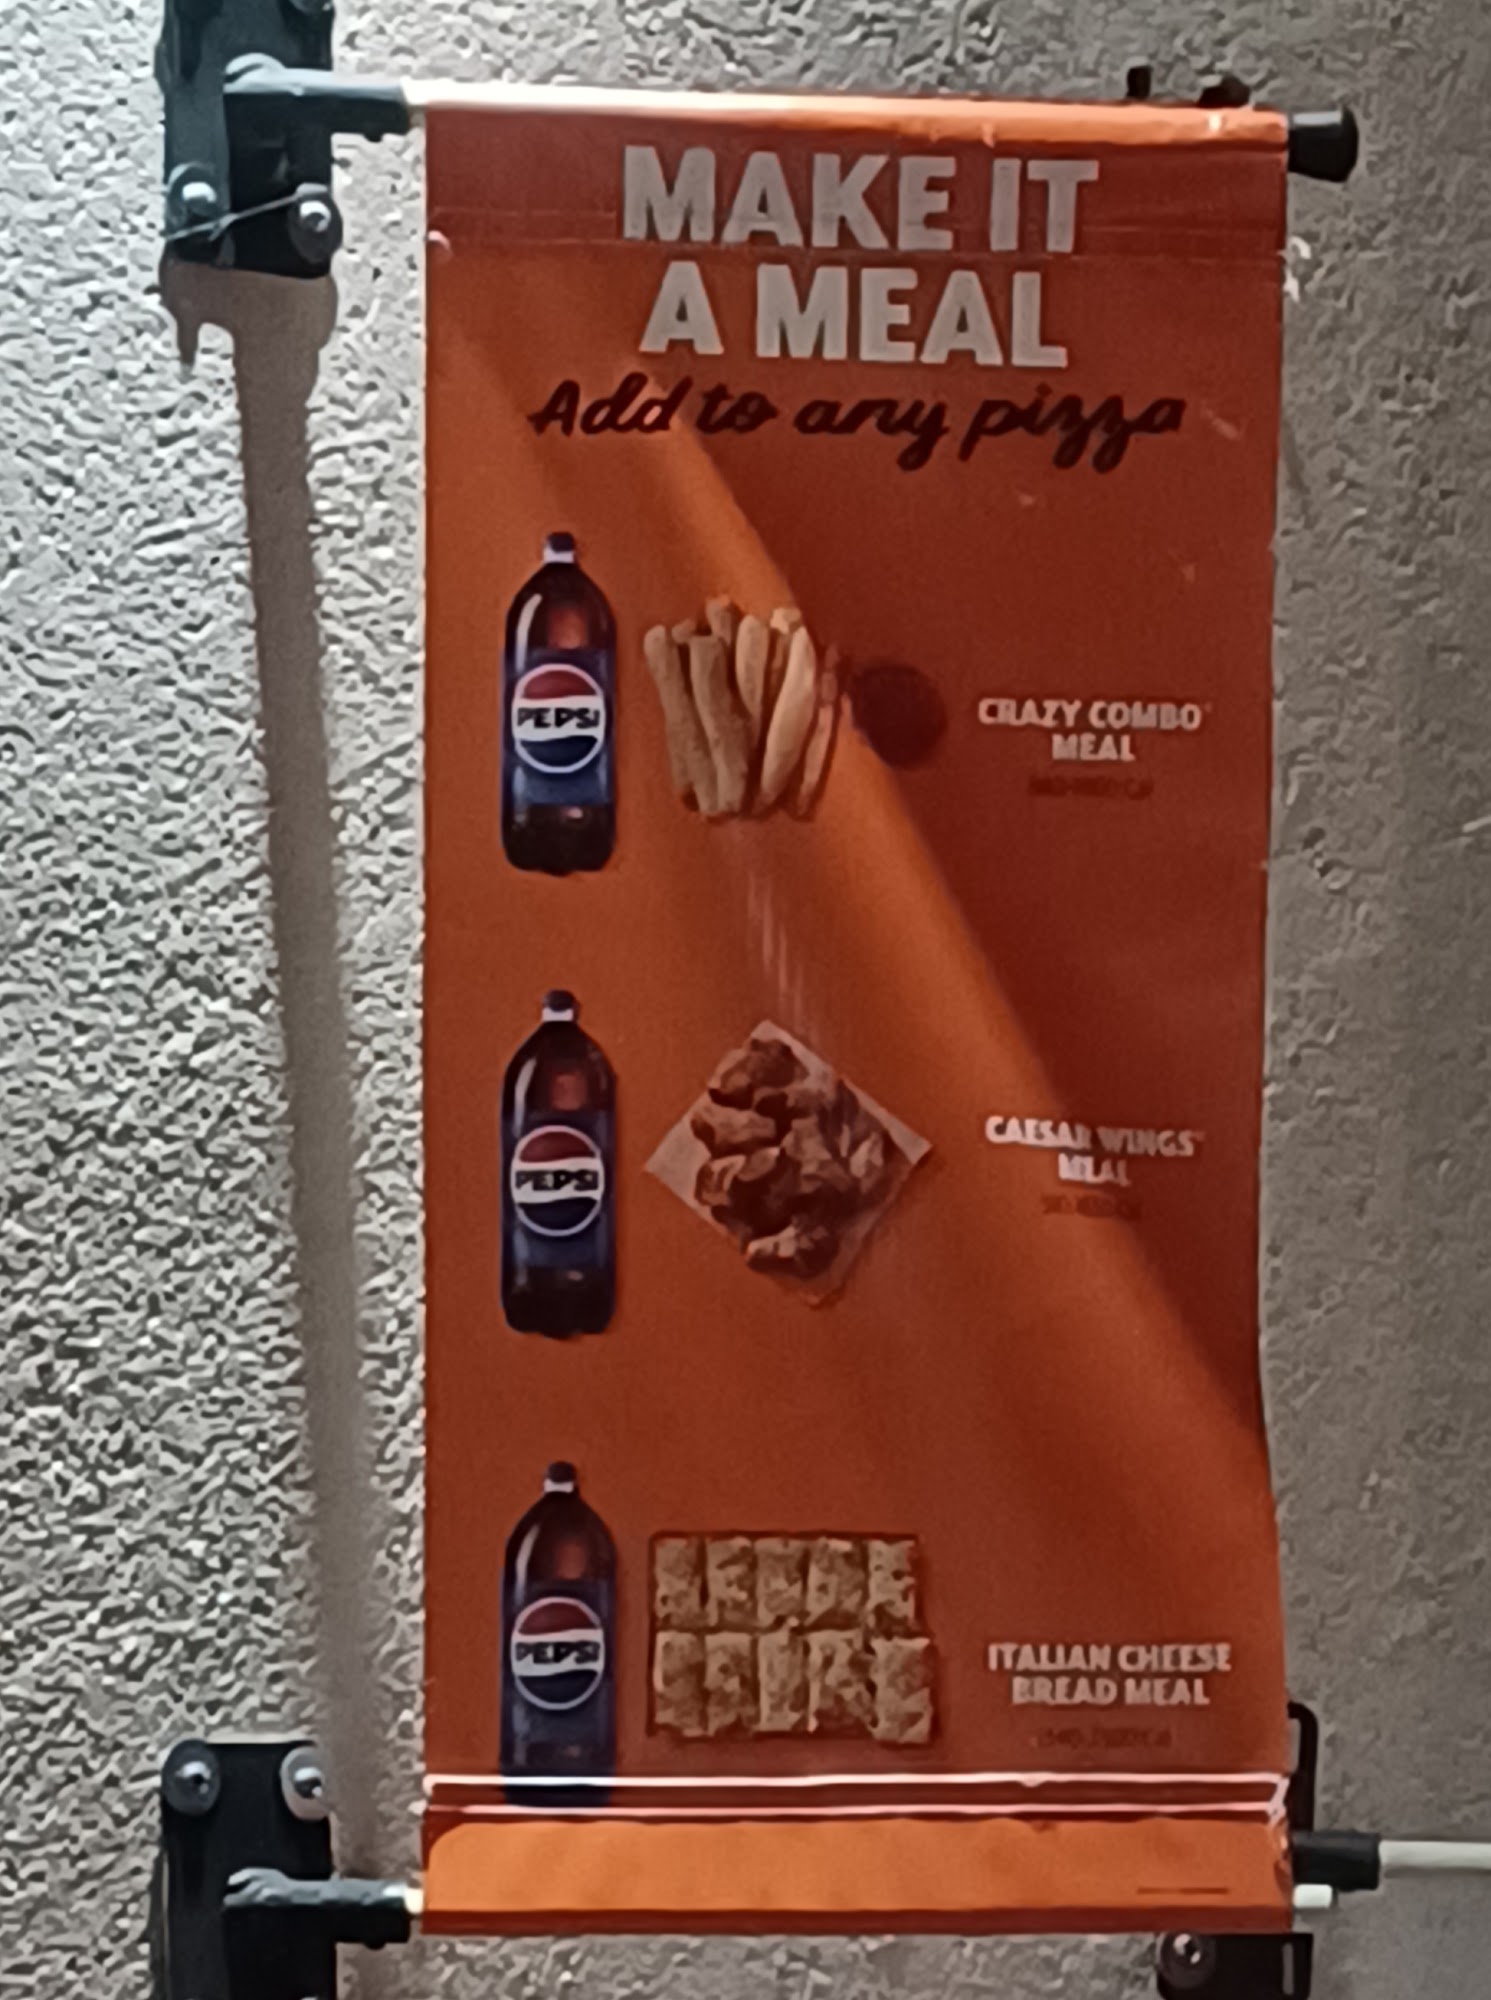 MAKE IT
A MEAL
Add to any pizza
PEPSI
CRAZY COMBO
MEAL
PEPSI
CAESAR WINGS
MEAL
PEPSI
ITALIAN CHEESE
BREAD MEAL